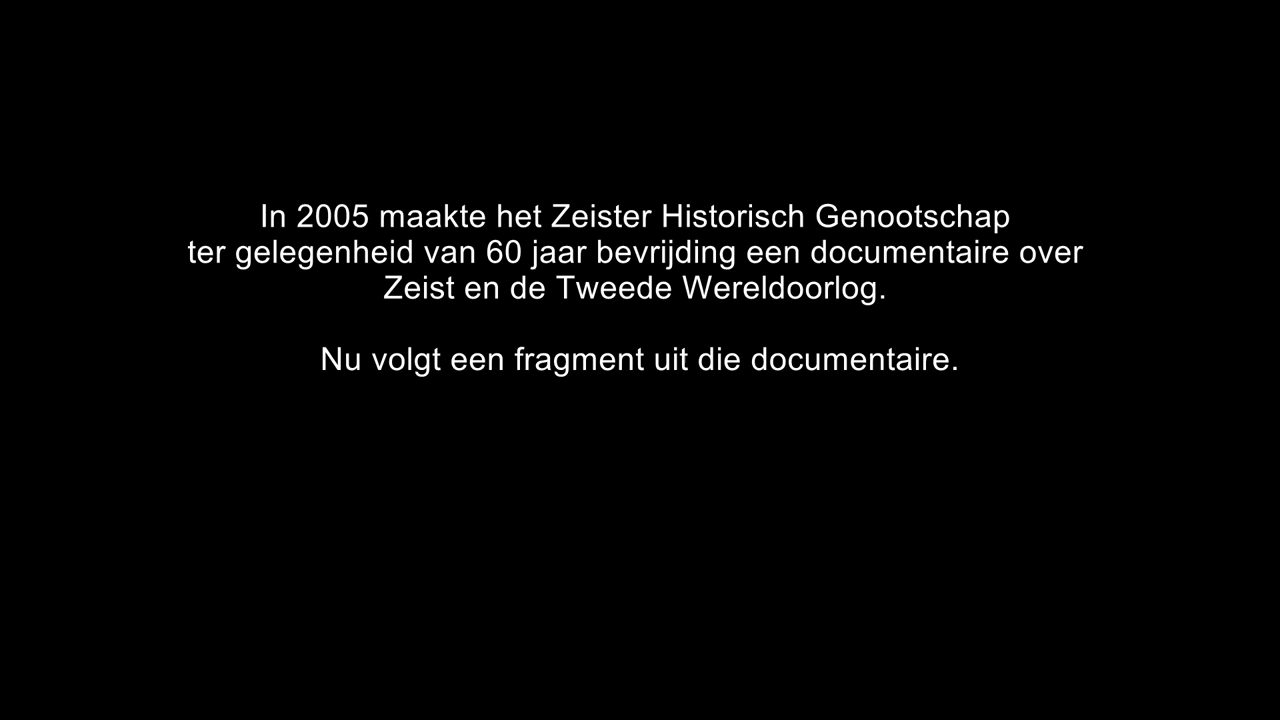 In 2005 maakte het Zeister Historisch Genootschap
ter gelegenheid van 60 jaar bevrijding een documentaire over
Zeist en de Tweede Wereldoorlog.
Nu volgt een fragment uit die documentaire.